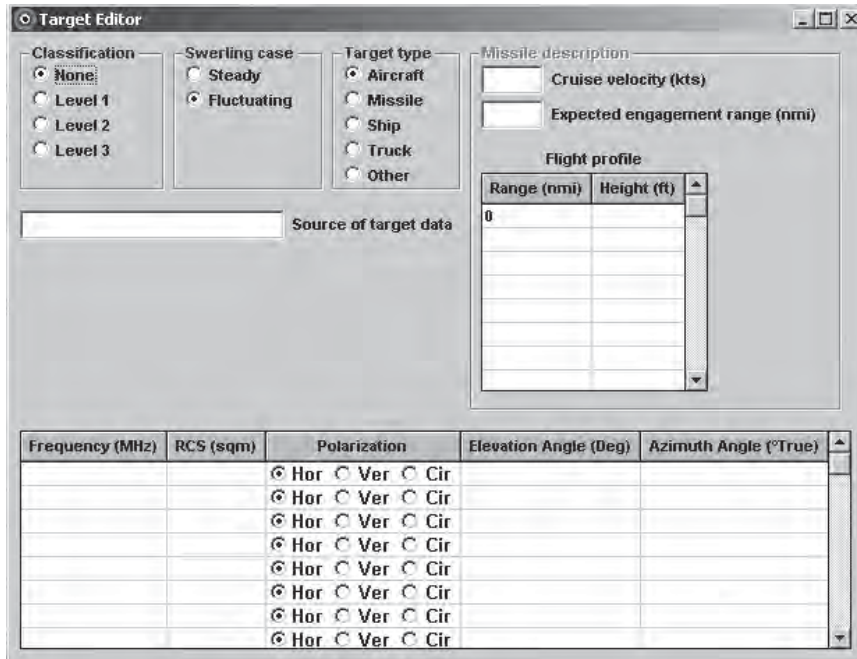 Target Editor
Classification
None
Level 1
Level 2
Level 3
Swerling case
Steady
Fluctuating
Target type
Aircraft
Missile
Ship
Truck
Other
Missile description
Cruise velocity (kts)
Expected engagement range (nmi)
Flight profile
Range (nmi) Height (ft)
0
Source of target data
Frequency (MHz) RCS (sqm) Polarization Elevation Angle (Deg) Azimuth Angle (°True)
Hor Ver Cir
Hor Ver Cir
Hor Ver Cir
Hor Ver Cir
Hor Ver Cir
Hor Ver Cir
Hor Ver Cir
Hor Ver Cir